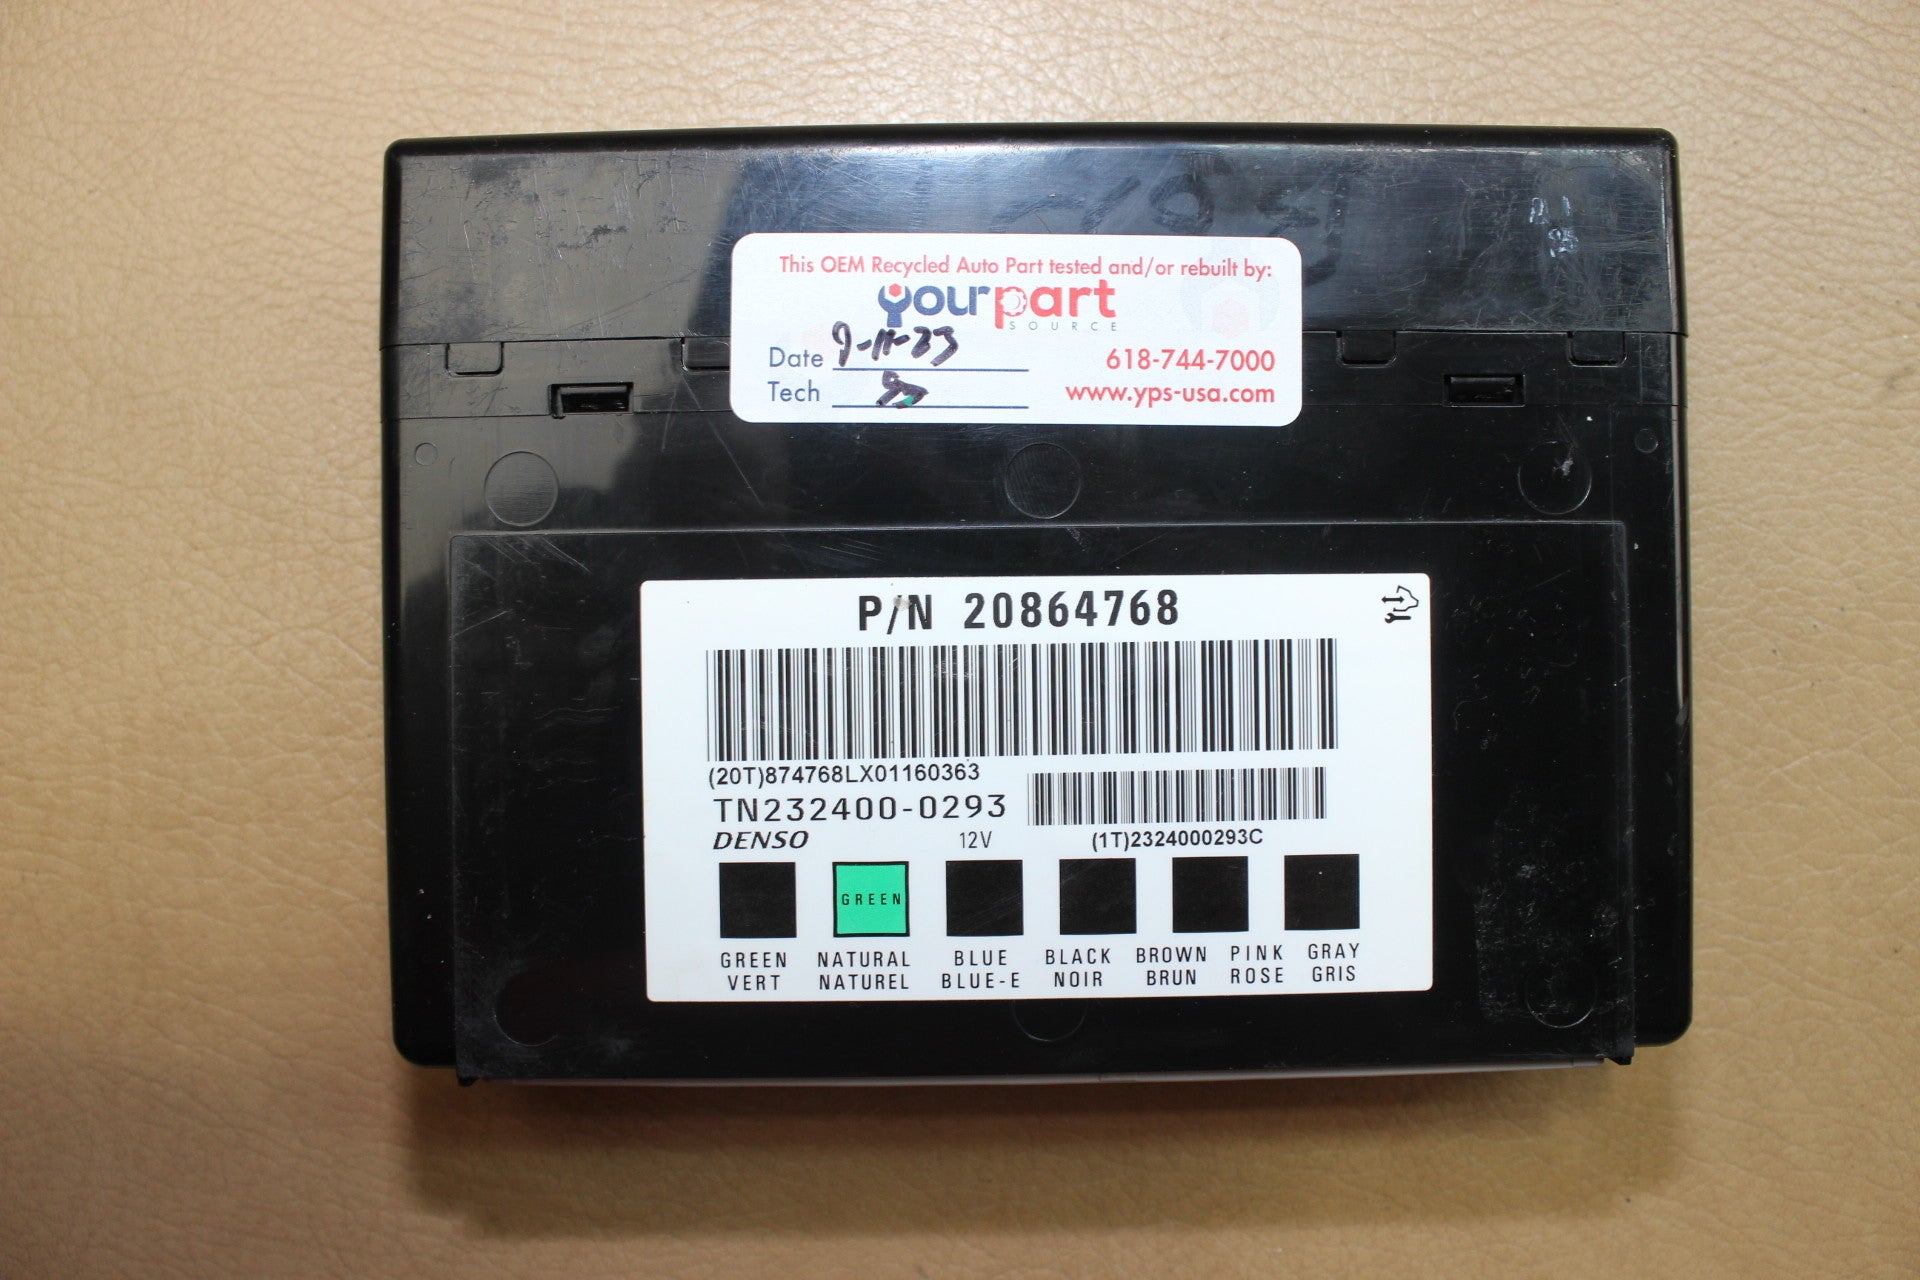 This OEM Recycled Auto Part tested and/or rebuilt by:
yourpart
SOURCE
Date 9-11-23 618-744-7000
Tech www.yps-usa.com
P/N 20864768
(20T)874768LX01160363
TN232400-0293
DENSO 12V (1T)2324000293C
GREEN
GREEN NATURAL BLUE BLACK BROWN PINK GRAY
VERT NATUREL BLUE-E NOIR BRUN ROSE GRIS